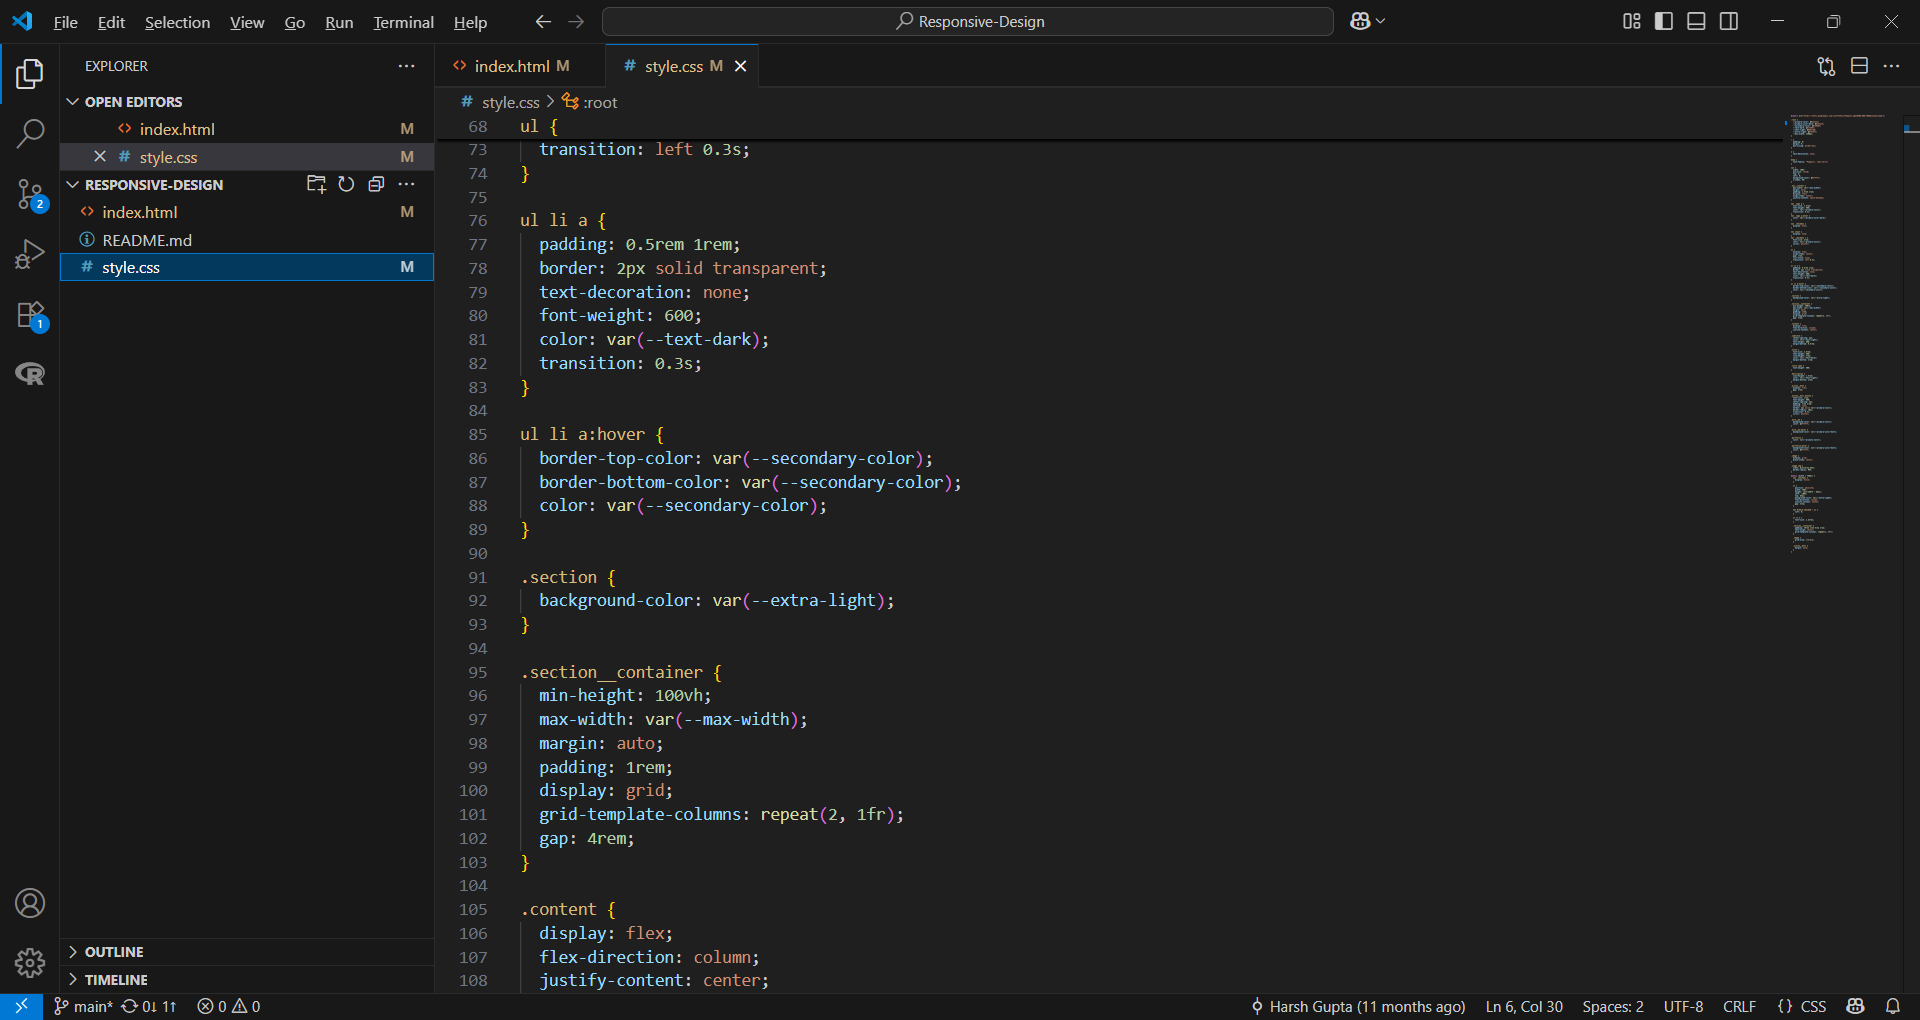 File Edit Selection View Go Run Terminal Help
Responsive-Design
EXPLORER
OPEN EDITORS
index.html M
style.css M
RESPONSIVE-DESIGN
index.html M
README.md
style.css M
2
1
OUTLINE
TIMELINE
index.html M
style.css M
style.css > :root
68 ul {
73 transition: left 0.3s;
74 }
75
76 ul li a {
77 padding: 0.5rem 1rem;
78 border: 2px solid transparent;
79 text-decoration: none;
80 font-weight: 600;
81 color: var(--text-dark);
82 transition: 0.3s;
83 }
84
85 ul li a:hover {
86 border-top-color: var(--secondary-color);
87 border-bottom-color: var(--secondary-color);
88 color: var(--secondary-color);
89 }
90
91 .section {
92 background-color: var(--extra-light);
93 }
94
95 .section__container {
96 min-height: 100vh;
97 max-width: var(--max-width);
98 margin: auto;
99 padding: 1rem;
100 display: grid;
101 grid-template-columns: repeat(2, 1fr);
102 gap: 4rem;
103 }
104
105 .content {
106 display: flex;
107 flex-direction: column;
108 justify-content: center;
main* 0↓ 1↑ 0 0
Harsh Gupta (11 months ago) Ln 6, Col 30 Spaces: 2 UTF-8 CRLF {} CSS